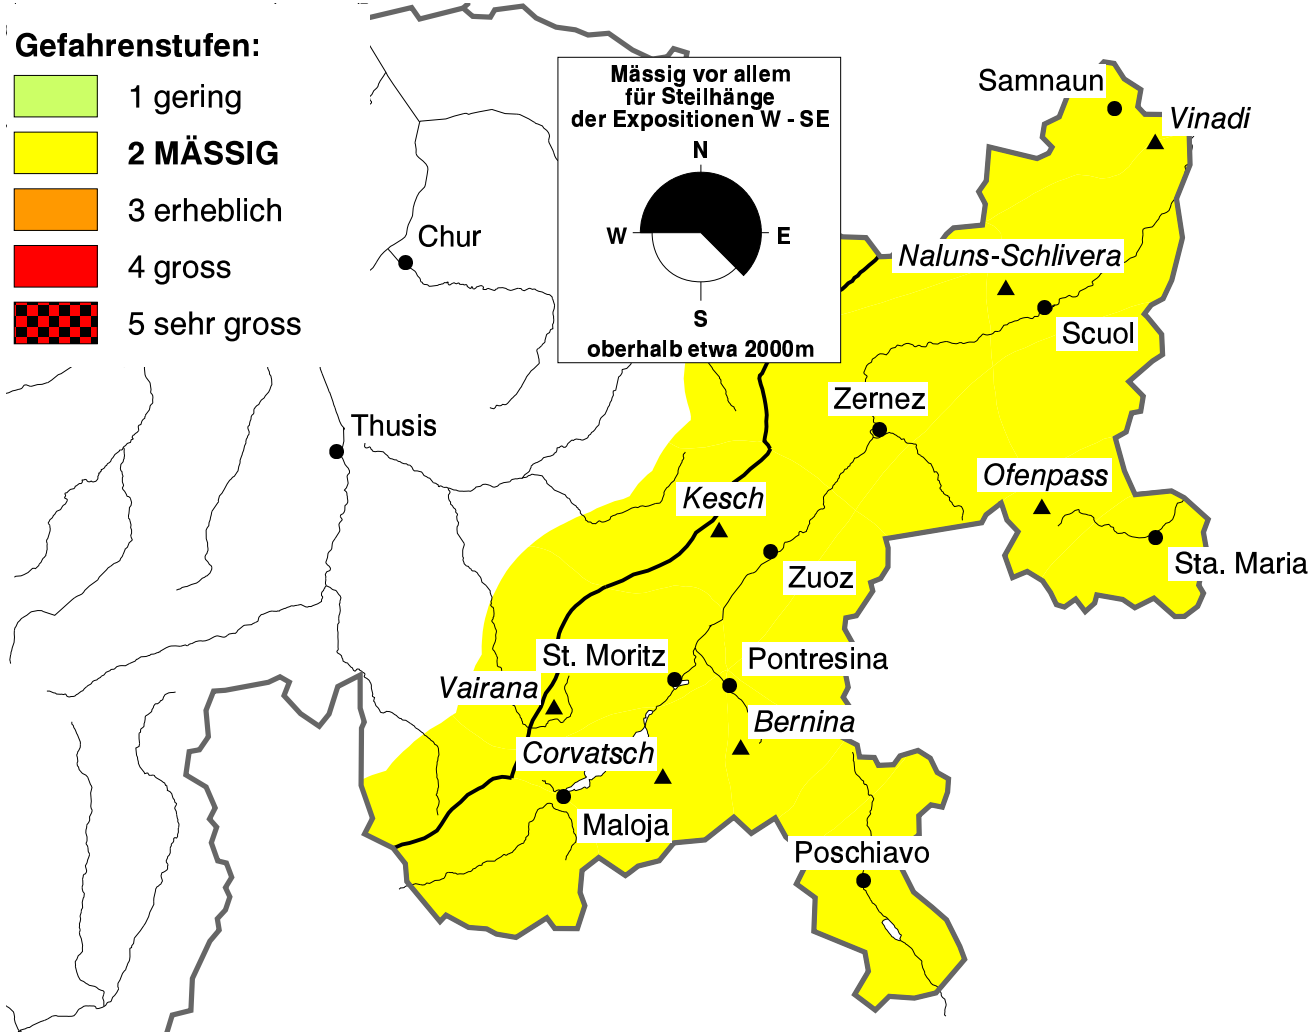 Gefahrenstufen:
1 gering
2 MÄSSIG
3 erheblich
4 gross
5 sehr gross
Mässig vor allem
für Steilhänge
der Expositionen W - SE
N
W
E
S
oberhalb etwa 2000m
Samnaun
Vinadi
Chur
Naluns-Schlivera
Scuol
Zernez
Thusis
Ofenpass
Kesch
Sta. Maria
Zuoz
St. Moritz
Pontresina
Vairana
Bernina
Corvatsch
Maloja
Poschiavo